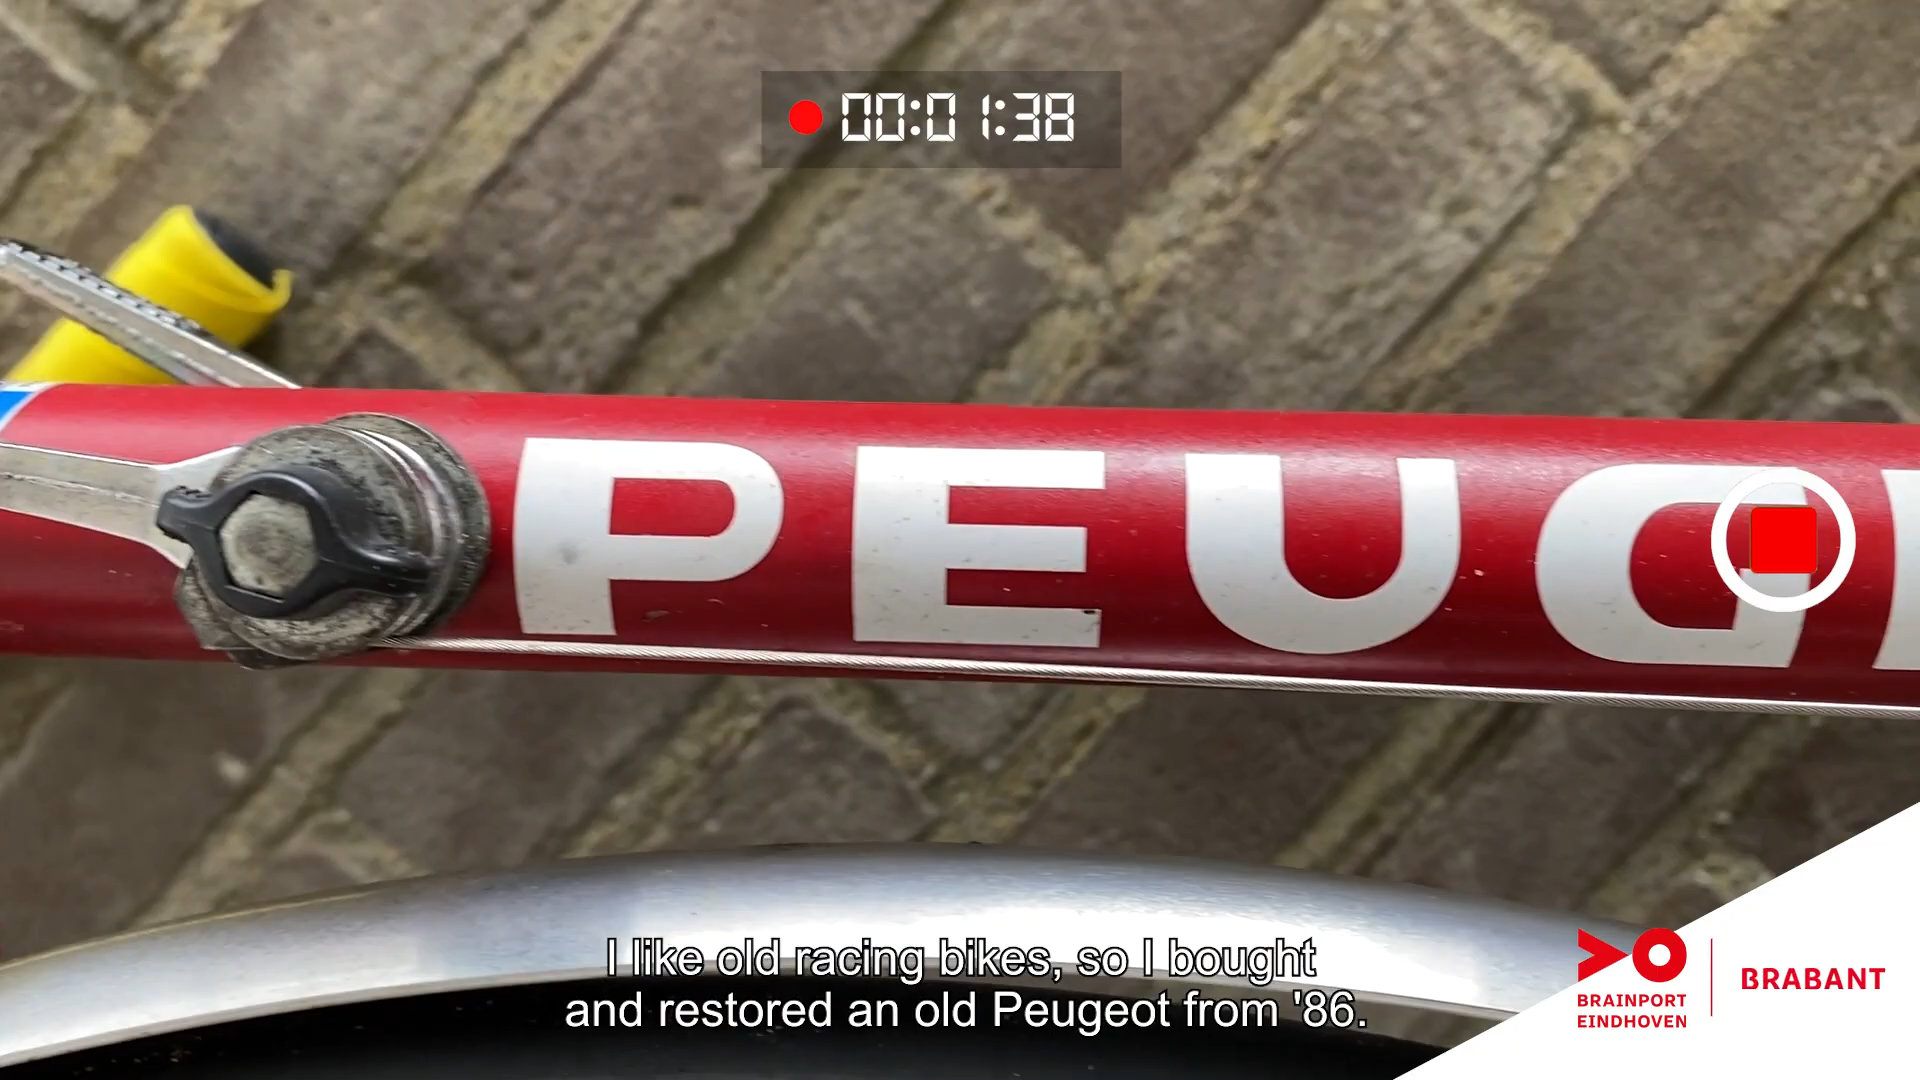 00:01:38
PEUG
I like old racing bikes, so I bought
and restored an old Peugeot from '86.
BRAINPORT
EINDHOVEN
BRABANT